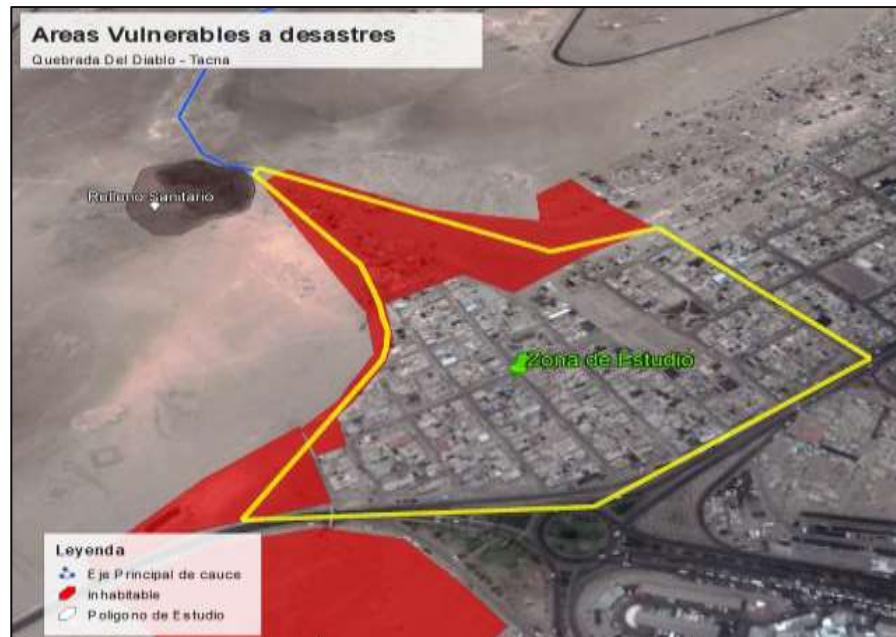 Areas Vulnerables a desastres
Quebrada Del Diablo - Tacna
Relleno Sanitario
Zona de Estudio
Leyenda
Eje Principal de cauce
inhabitable
Poligono de Estudio